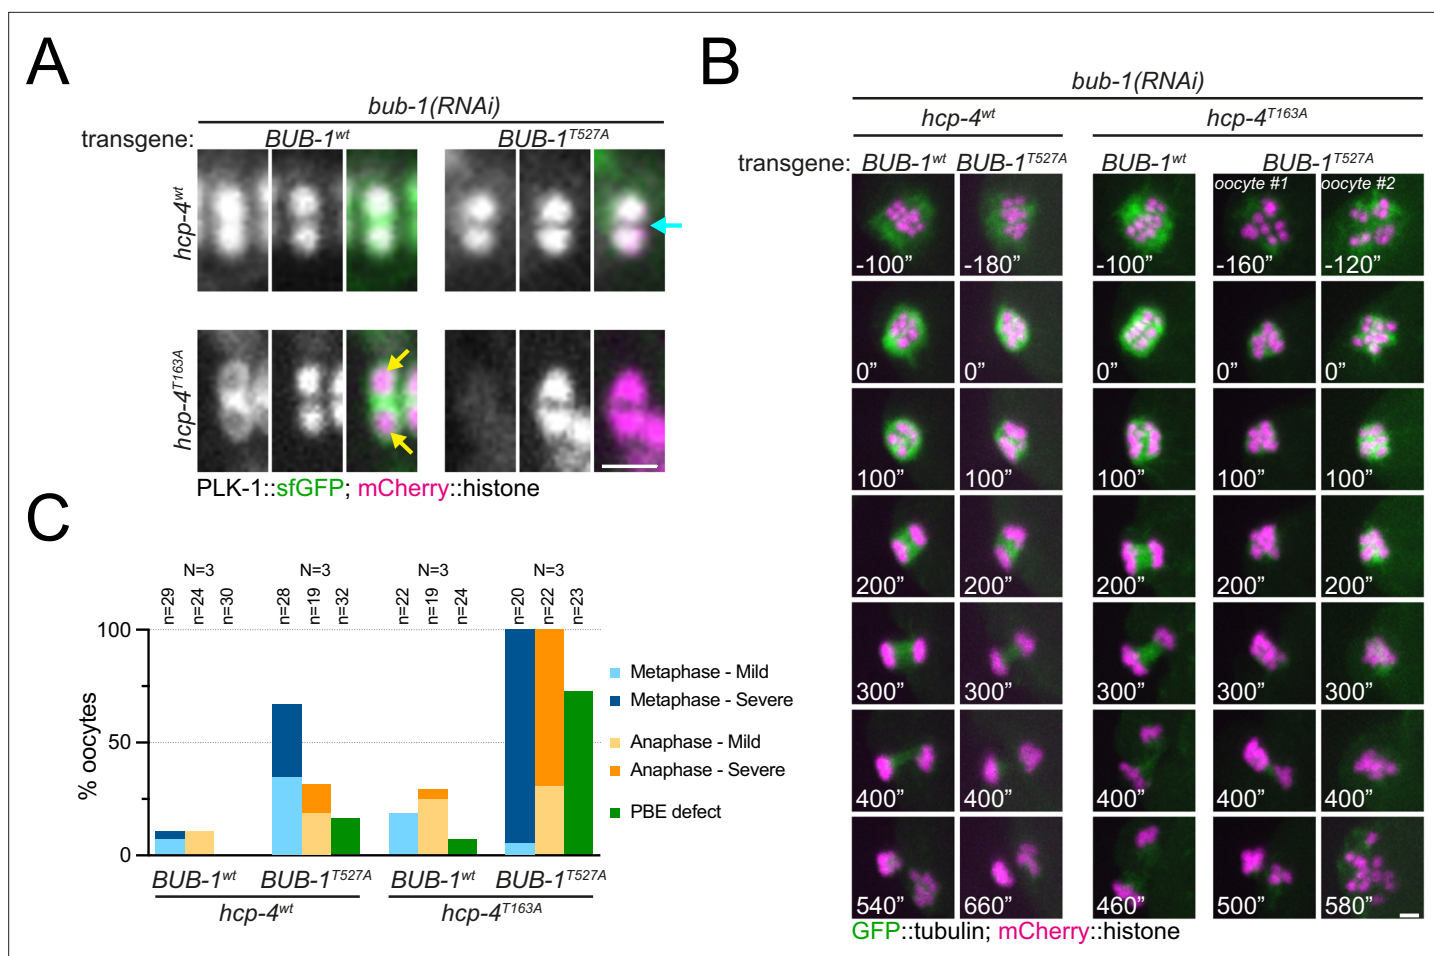 A
bub-1(RNAi)
transgene: BUB-1wt BUB-1T527A
hcp-4wt
hcp-4T163A
PLK-1::sfGFP; mCherry::histone
B
bub-1(RNAi)
hcp-4wt hcp-4T163A
transgene: BUB-1wt BUB-1T527A BUB-1wt BUB-1T527A
oocyte #1 oocyte #2
-100” -180” -100” -160” -120”
0” 0” 0” 0” 0”
100” 100” 100” 100” 100”
200” 200” 200” 200” 200”
300” 300” 300” 300” 300”
400” 400” 400” 400” 400”
540” 660” 460” 500” 580”
GFP::tubulin; mCherry::histone
C
N=3 N=3 N=3 N=3
n=29 n=24 n=30 n=28 n=19 n=32 n=22 n=19 n=24 n=20 n=22 n=23
% oocytes
100
50
0
Metaphase - Mild
Metaphase - Severe
Anaphase - Mild
Anaphase - Severe
PBE defect
BUB-1wt BUB-1T527A BUB-1wt BUB-1T527A
hcp-4wt hcp-4T163A